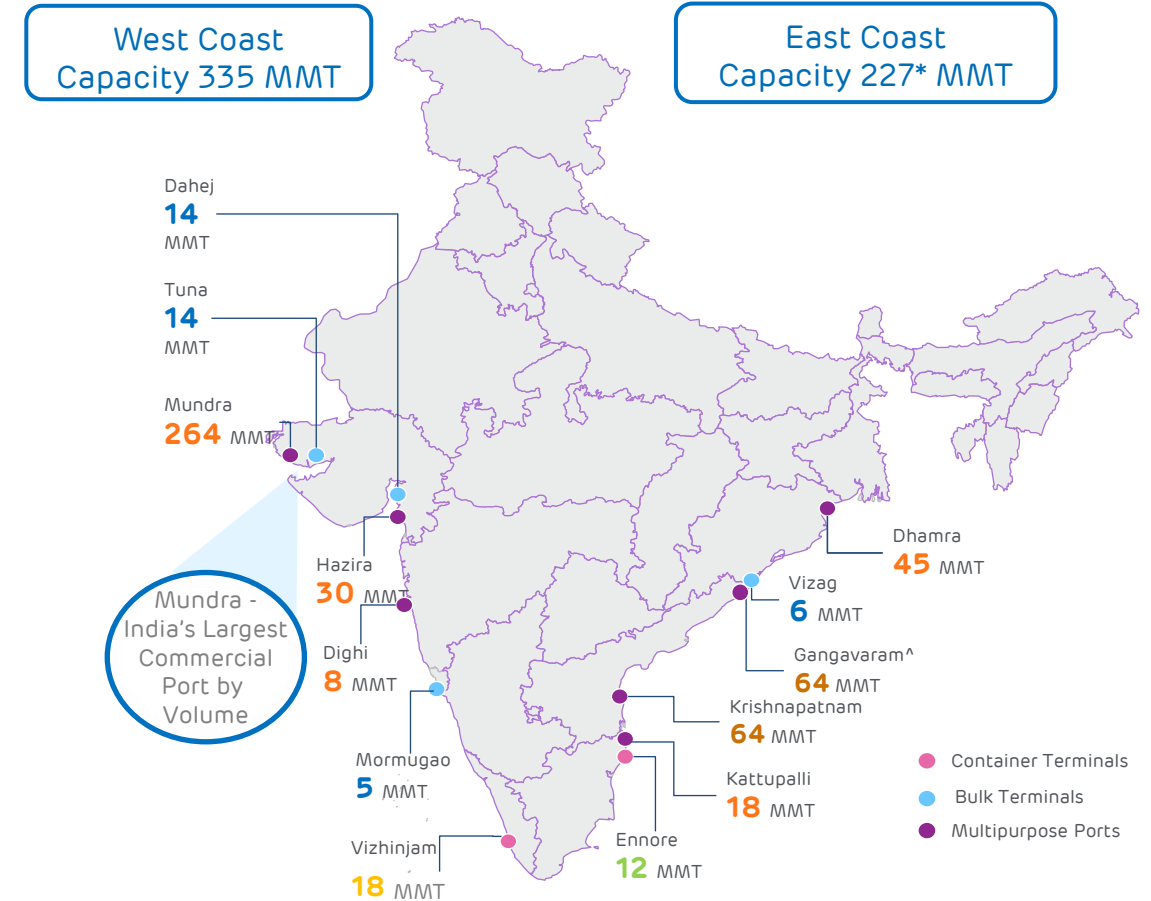 West Coast
Capacity 335 MMT
East Coast
Capacity 227* MMT
Dahej
14
MMT
Tuna
14
MMT
Mundra
264 MMT
Hazira
30 MMT
Mundra -
India's Largest
Commercial
Port by
Volume
Dighi
8 MMT
Mormugao
5 MMT
Vizhinjam
18 MMT
Dhamra
45 MMT
Vizag
6 MMT
Gangavaram^
64 MMT
Krishnapatnam
64 MMT
Kattupalli
18 MMT
Ennore
12 MMT
Container Terminals
Bulk Terminals
Multipurpose Ports